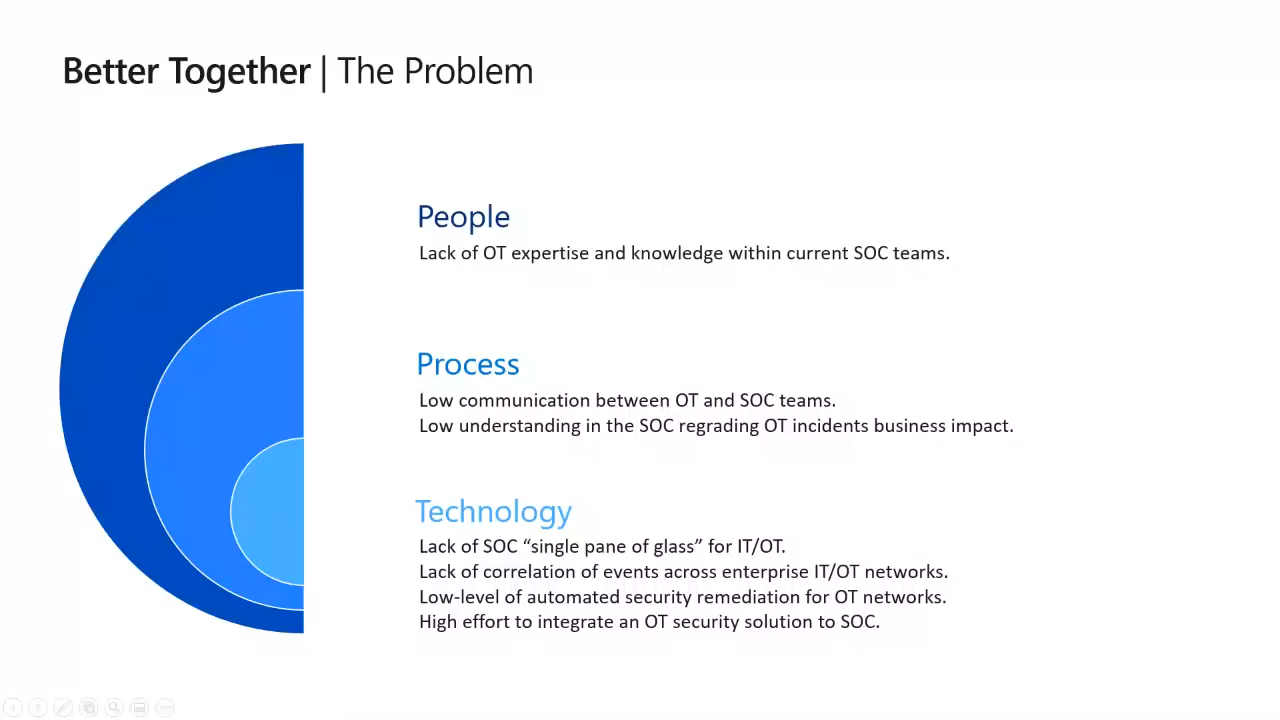 Better Together | The Problem
People
Lack of OT expertise and knowledge within current SOC teams.
Process
Low communication between OT and SOC teams.
Low understanding in the SOC regrading OT incidents business impact.
Technology
Lack of SOC “single pane of glass” for IT/OT.
Lack of correlation of events across enterprise IT/OT networks.
Low-level of automated security remediation for OT networks.
High effort to integrate an OT security solution to SOC.